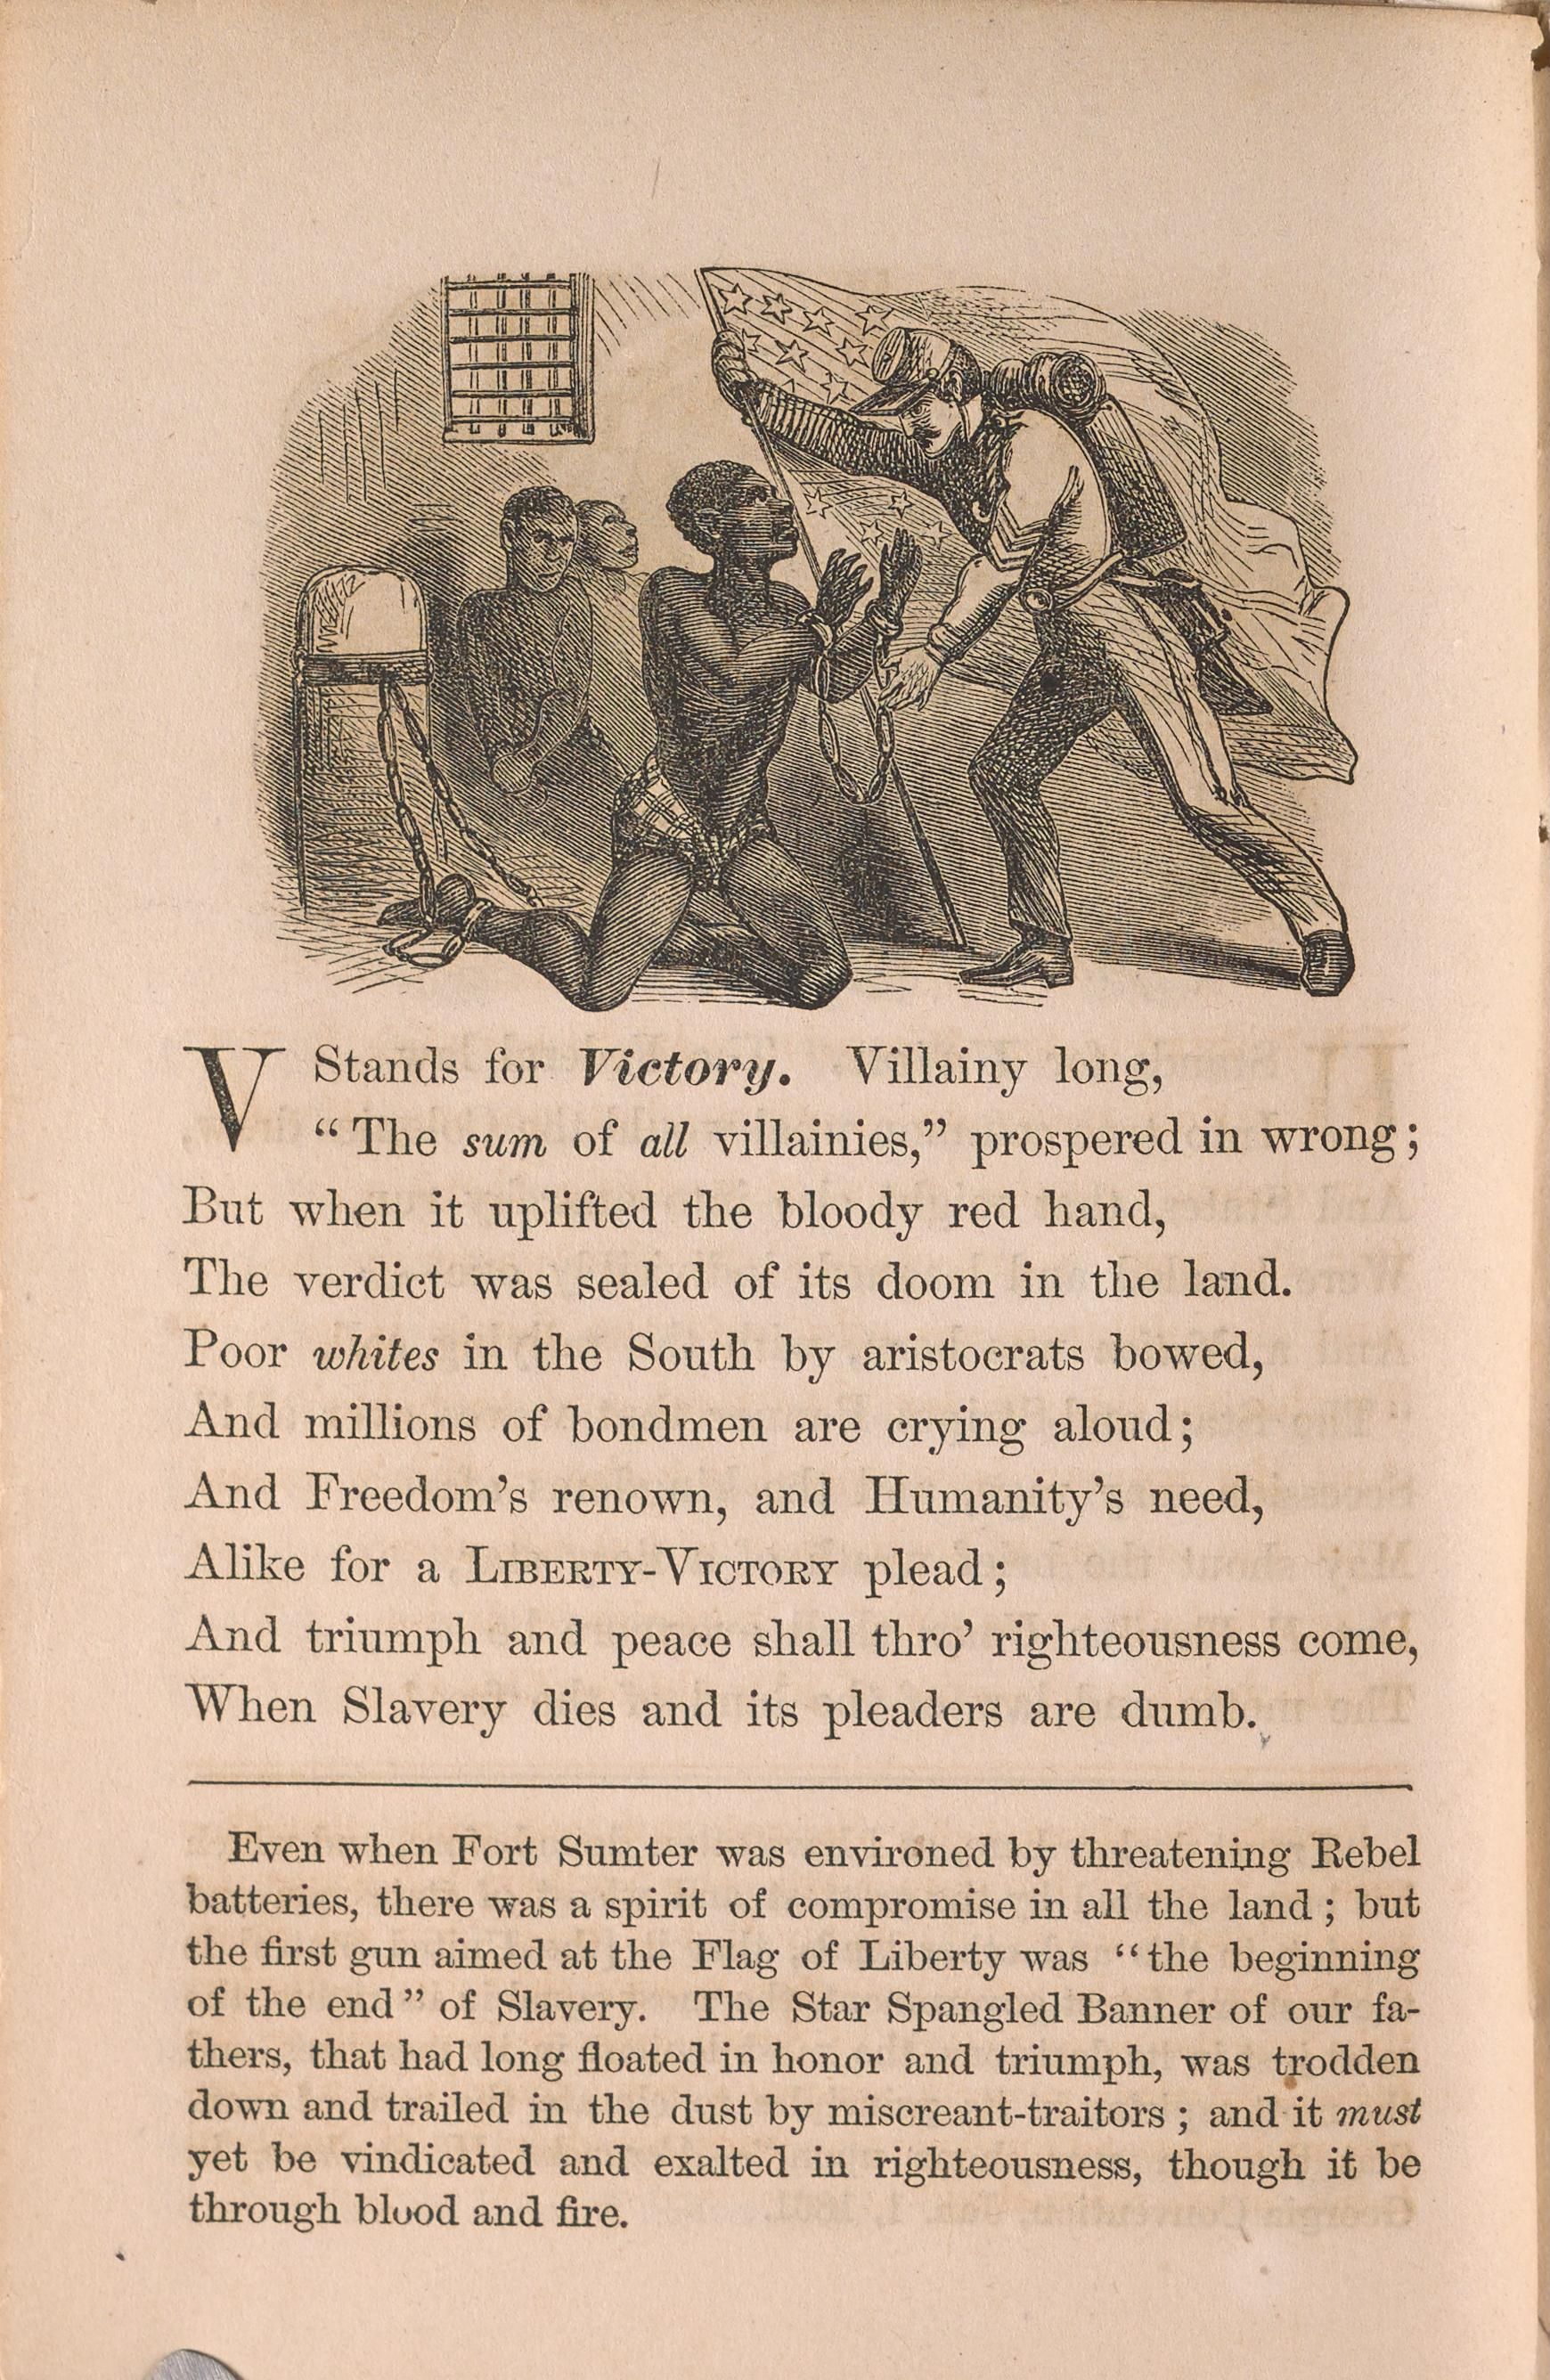 V Stands for Victory. Villainy long,
“The sum of all villainies,” prospered in wrong;
But when it uplifted the bloody red hand,
The verdict was sealed of its doom in the land.
Poor whites in the South by aristocrats bowed,
And millions of bondmen are crying aloud;
And Freedom’s renown, and Humanity’s need,
Alike for a LIBERTY-VICTORY plead;
And triumph and peace shall thro’ righteousness come,
When Slavery dies and its pleaders are dumb.
Even when Fort Sumter was environed by threatening Rebel
batteries, there was a spirit of compromise in all the land; but
the first gun aimed at the Flag of Liberty was “the beginning
of the end” of Slavery. The Star Spangled Banner of our fa-
thers, that had long floated in honor and triumph, was trodden
down and trailed in the dust by miscreant-traitors; and it must
yet be vindicated and exalted in righteousness, though it be
through blood and fire.